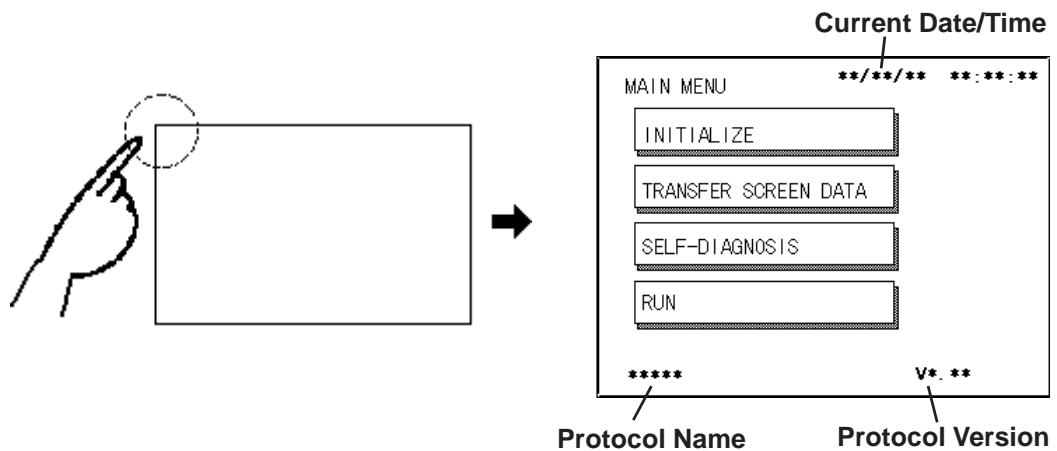 Current Date/Time
MAIN MENU **/**/** **:**:**
INITIALIZE
TRANSFER SCREEN DATA
SELF-DIAGNOSIS
RUN
***** V*.**
Protocol Name Protocol Version